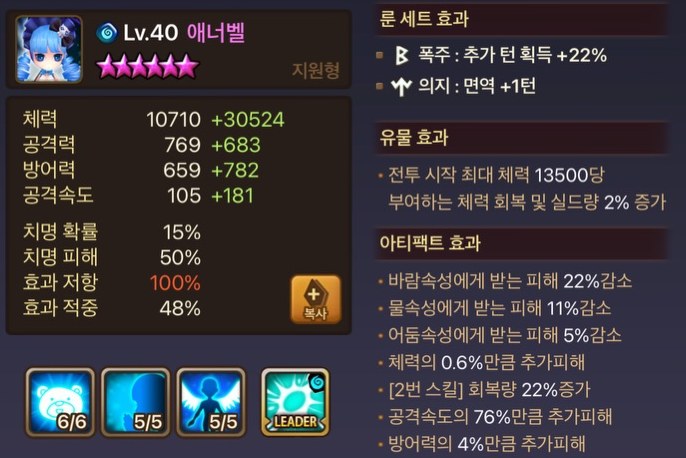 Lv.40 애너벨
지원형
체력 10710 +30524
공격력 769 +683
방어력 659 +782
공격속도 105 +181
치명 확률 15%
치명 피해 50%
효과 저항 100%
효과 적중 48%
복사
6/6
5/5
5/5
LEADER
룬 세트 효과
폭주 : 추가 턴 획득 +22%
의지 : 면역 +1턴
유물 효과
• 전투 시작 최대 체력 13500당
부여하는 체력 회복 및 실드량 2% 증가
아티팩트 효과
• 바람속성에게 받는 피해 22%감소
• 물속성에게 받는 피해 11%감소
• 어둠속성에게 받는 피해 5%감소
• 체력의 0.6%만큼 추가피해
• [2번 스킬] 회복량 22%증가
• 공격속도의 76%만큼 추가피해
• 방어력의 4%만큼 추가피해